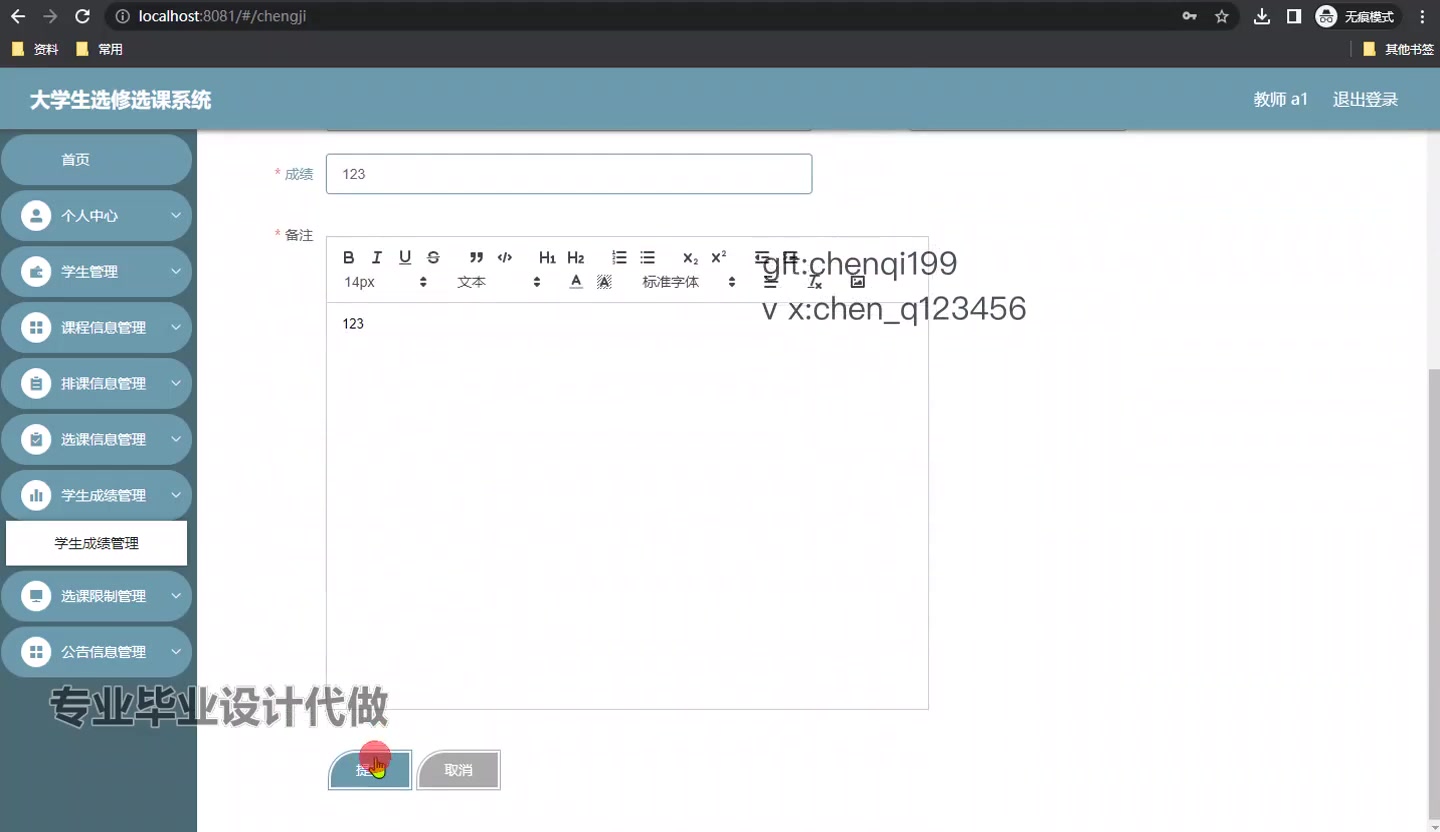 localhost:8081/#/chengji
无痕模式
资料
常用
其他书签
大学生选修选课系统
教师 a1
退出登录
首页
个人中心
学生管理
课程信息管理
排课信息管理
选课信息管理
学生成绩管理
学生成绩管理
选课限制管理
公告信息管理
* 成绩
123
* 备注
B I U S H1 H2 X2 X2
14px
文本
A A
标准字体
123
git:chenqi199
v x:chen_q123456
专业毕业设计代做
提
取消